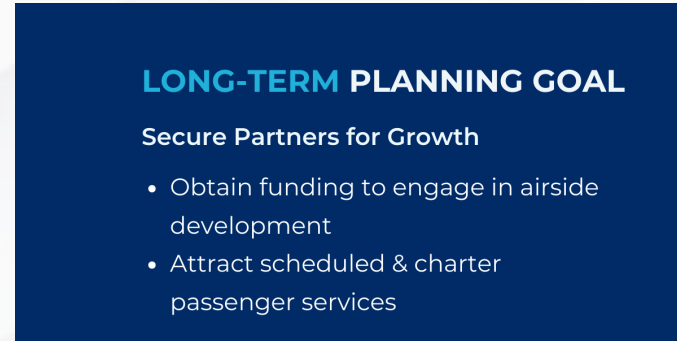 LONG-TERM PLANNING GOAL
Secure Partners for Growth
• Obtain funding to engage in airside
development
• Attract scheduled & charter
passenger services